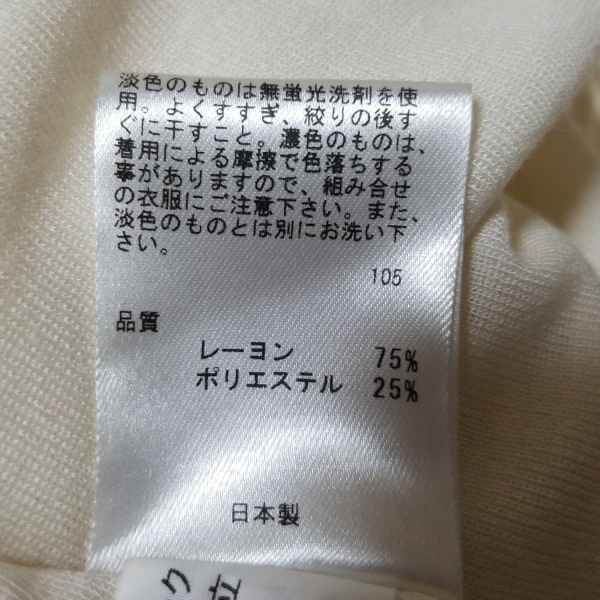 淡色のものは無蛍光洗剤を使
用。よくすすぎ、絞りの後す
ぐに干すこと。濃色のものは、
着用による摩擦で色落ちする
事がありますので、組み合せ
の衣服にご注意下さい。また、
淡色のものとは別にお洗い下
さい。
105
品質
レーヨン 75%
ポリエステル 25%
日本製
ク
立